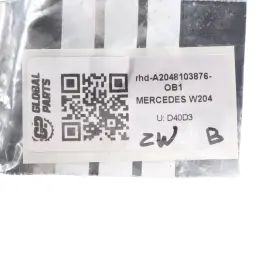 GLOBAL
PARTS
rhd-A2048103876-
OB1
MERCEDES W204
U: D40D3
ZW B